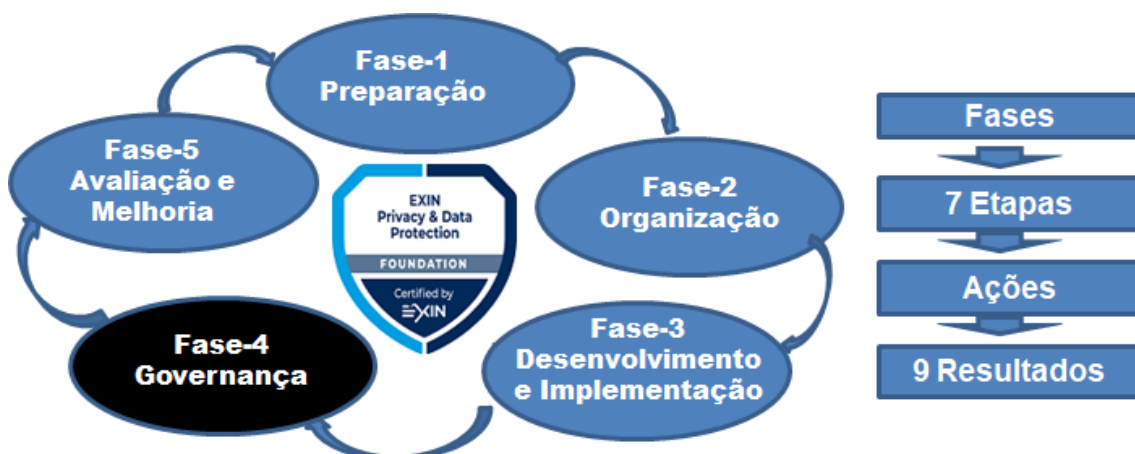 Fase-1
Preparação
Fase-2
Organização
Fase-3
Desenvolvimento
e Implementação
Fase-4
Governança
Fase-5
Avaliação e
Melhoria
EXIN
Privacy & Data
Protection
FOUNDATION
Certified by
EXIN
Fases
7 Etapas
Ações
9 Resultados